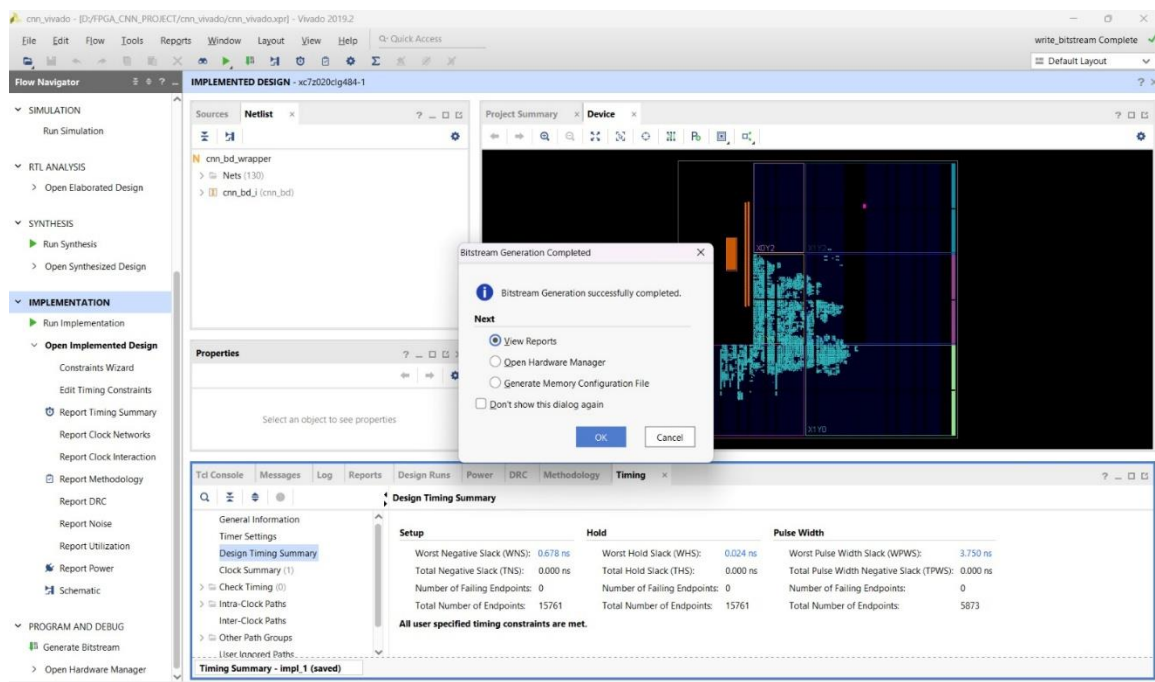 cnn_vivado - [D:/FPGA_CNN_PROJECT/cnn_vivado/cnn_vivado.xpr] - Vivado 2019.2
File Edit Flow Tools Reports Window Layout View Help Quick Access
write_bitstream Complete
Default Layout
Flow Navigator
SIMULATION
Run Simulation
RTL ANALYSIS
Open Elaborated Design
SYNTHESIS
Run Synthesis
Open Synthesized Design
IMPLEMENTATION
Run Implementation
Open Implemented Design
Constraints Wizard
Edit Timing Constraints
Report Timing Summary
Report Clock Networks
Report Clock Interaction
Report Methodology
Report DRC
Report Noise
Report Utilization
Report Power
Schematic
PROGRAM AND DEBUG
Generate Bitstream
Open Hardware Manager
IMPLEMENTED DESIGN - xc7z020clg484-1
Sources Netlist
N cnn_bd_wrapper
Nets (130)
cnn_bd_i (cnn_bd)
Properties
Select an object to see properties
Project Summary Device
X0Y2
X1Y0
Bitstream Generation Completed
Bitstream Generation successfully completed.
Next
View Reports
Open Hardware Manager
Generate Memory Configuration File
Don't show this dialog again
OK Cancel
Tcl Console Messages Log Reports Design Runs Power DRC Methodology Timing
General Information
Timer Settings
Design Timing Summary
Clock Summary (1)
Check Timing (0)
Intra-Clock Paths
Inter-Clock Paths
Other Path Groups
User Ignored Paths
Timing Summary - impl_1 (saved)
Design Timing Summary
Setup Hold Pulse Width
Worst Negative Slack (WNS): 0.678 ns Worst Hold Slack (WHS): 0.024 ns Worst Pulse Width Slack (WPWS): 3.750 ns
Total Negative Slack (TNS): 0.000 ns Total Hold Slack (THS): 0.000 ns Total Pulse Width Negative Slack (TPWS): 0.000 ns
Number of Failing Endpoints: 0 Number of Failing Endpoints: 0 Number of Failing Endpoints: 0
Total Number of Endpoints: 15761 Total Number of Endpoints: 15761 Total Number of Endpoints: 5873
All user specified timing constraints are met.